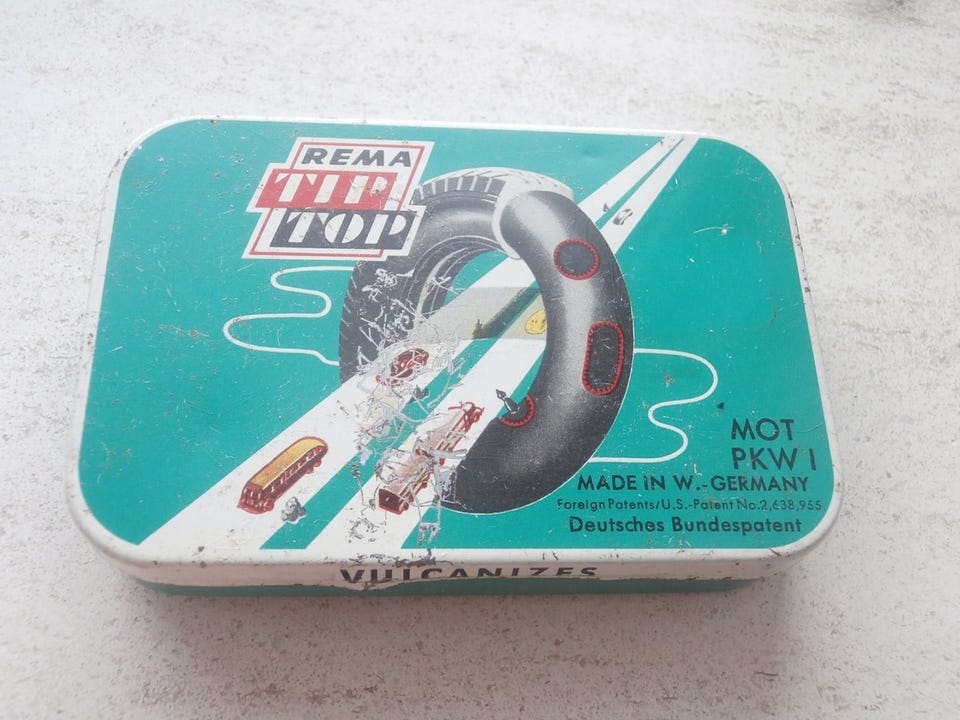 REMA
TIP
TOP
MOT
PKW I
MADE IN W.-GERMANY
Foreign Patents/U.S.-Patent No.2,638,955
Deutsches Bundespatent
VULCANIZES